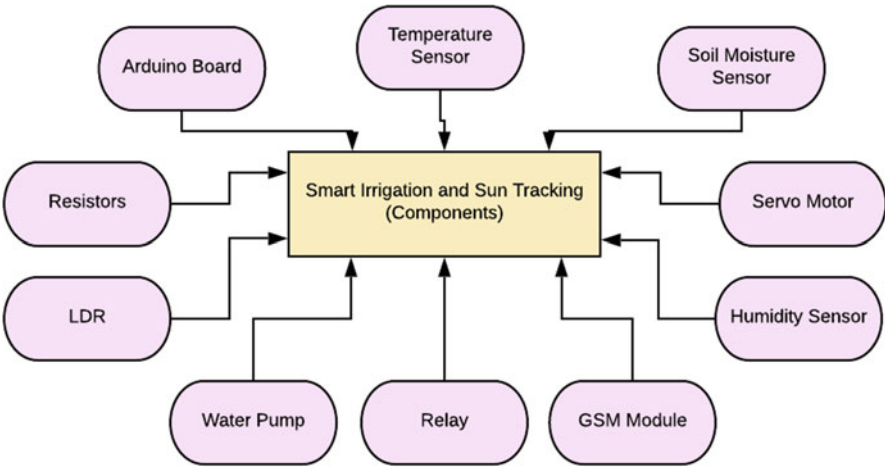 Temperature
Sensor
Arduino Board
Soil Moisture
Sensor
Smart Irrigation and Sun Tracking
(Components)
Resistors
Servo Motor
LDR
Humidity Sensor
Water Pump
Relay
GSM Module